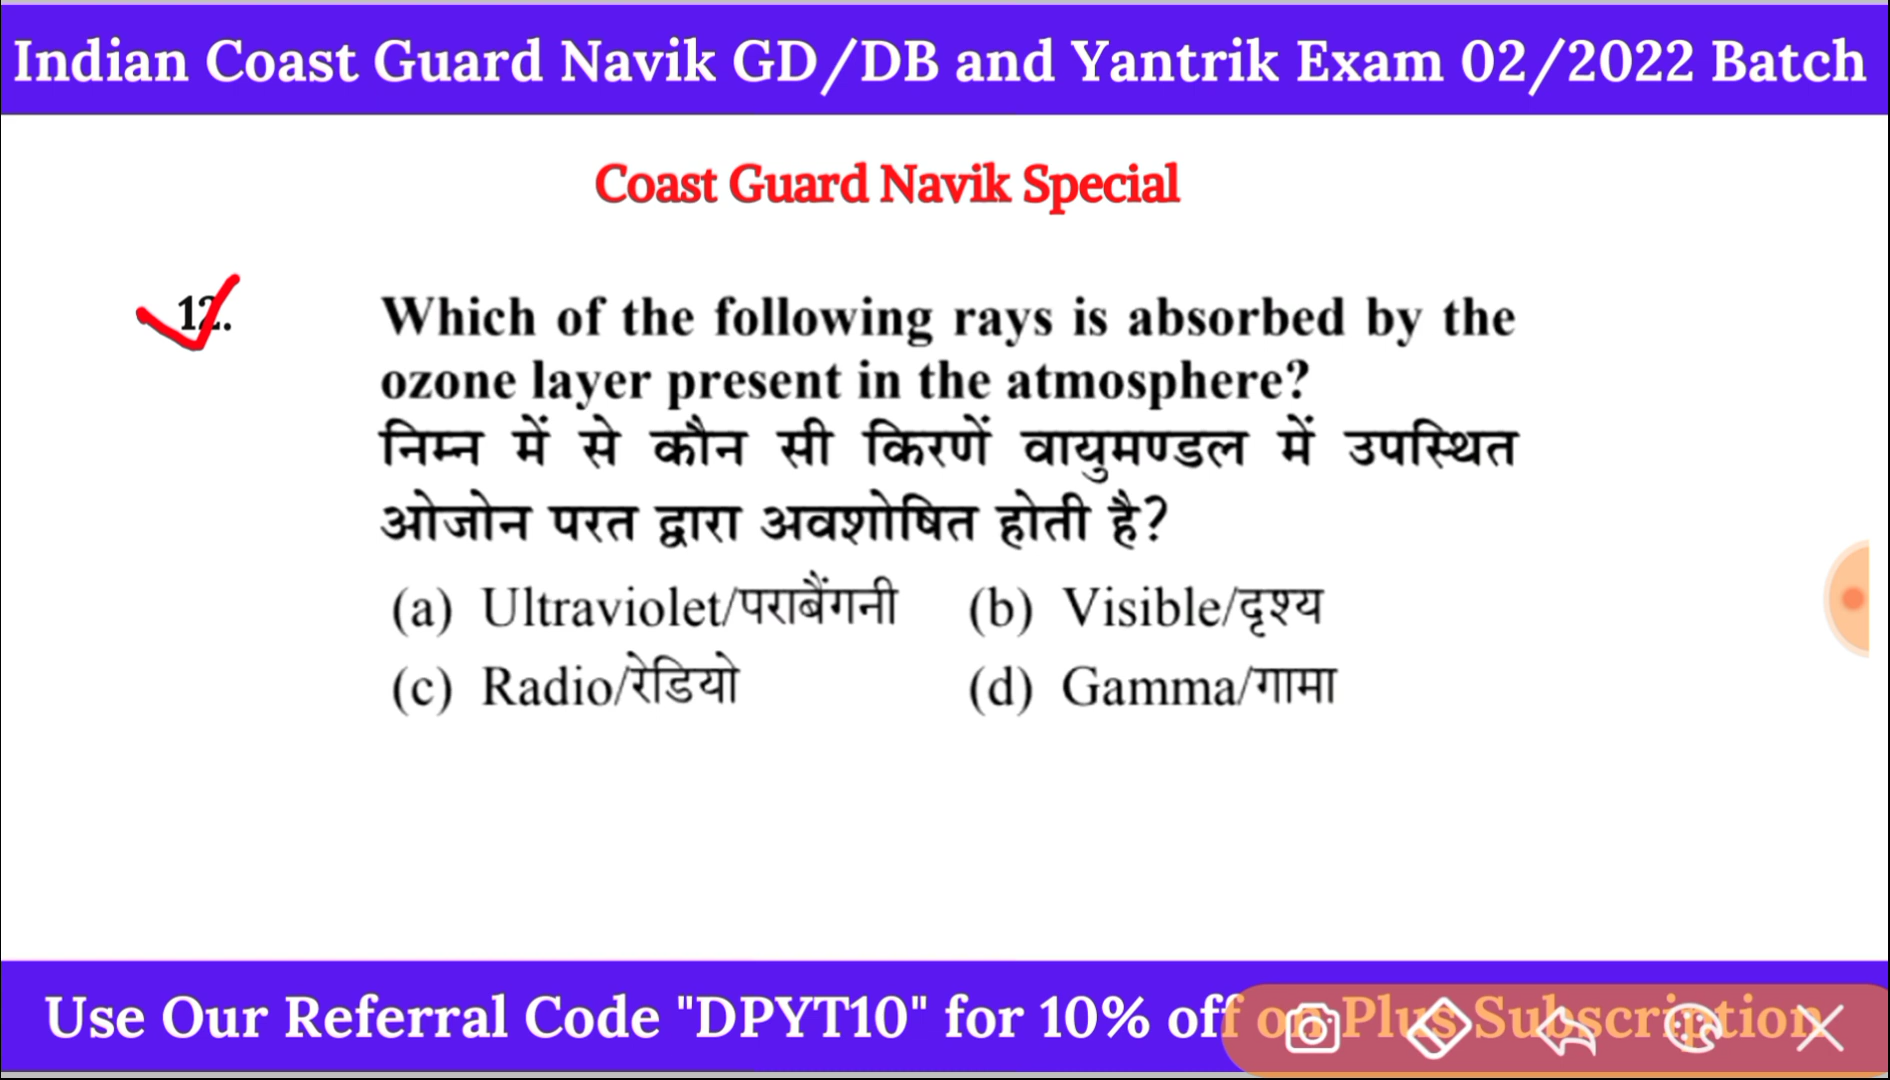 Indian Coast Guard Navik GD/DB and Yantrik Exam 02/2022 Batch
Coast Guard Navik Special
12. Which of the following rays is absorbed by the
ozone layer present in the atmosphere?
निम्न में से कौन सी किरणें वायुमण्डल में उपस्थित
ओजोन परत द्वारा अवशोषित होती है?
(a) Ultraviolet/पराबैंगनी (b) Visible/दृश्य
(c) Radio/रेडियो (d) Gamma/गामा
Use Our Referral Code "DPYT10" for 10% off on Plus Subscription